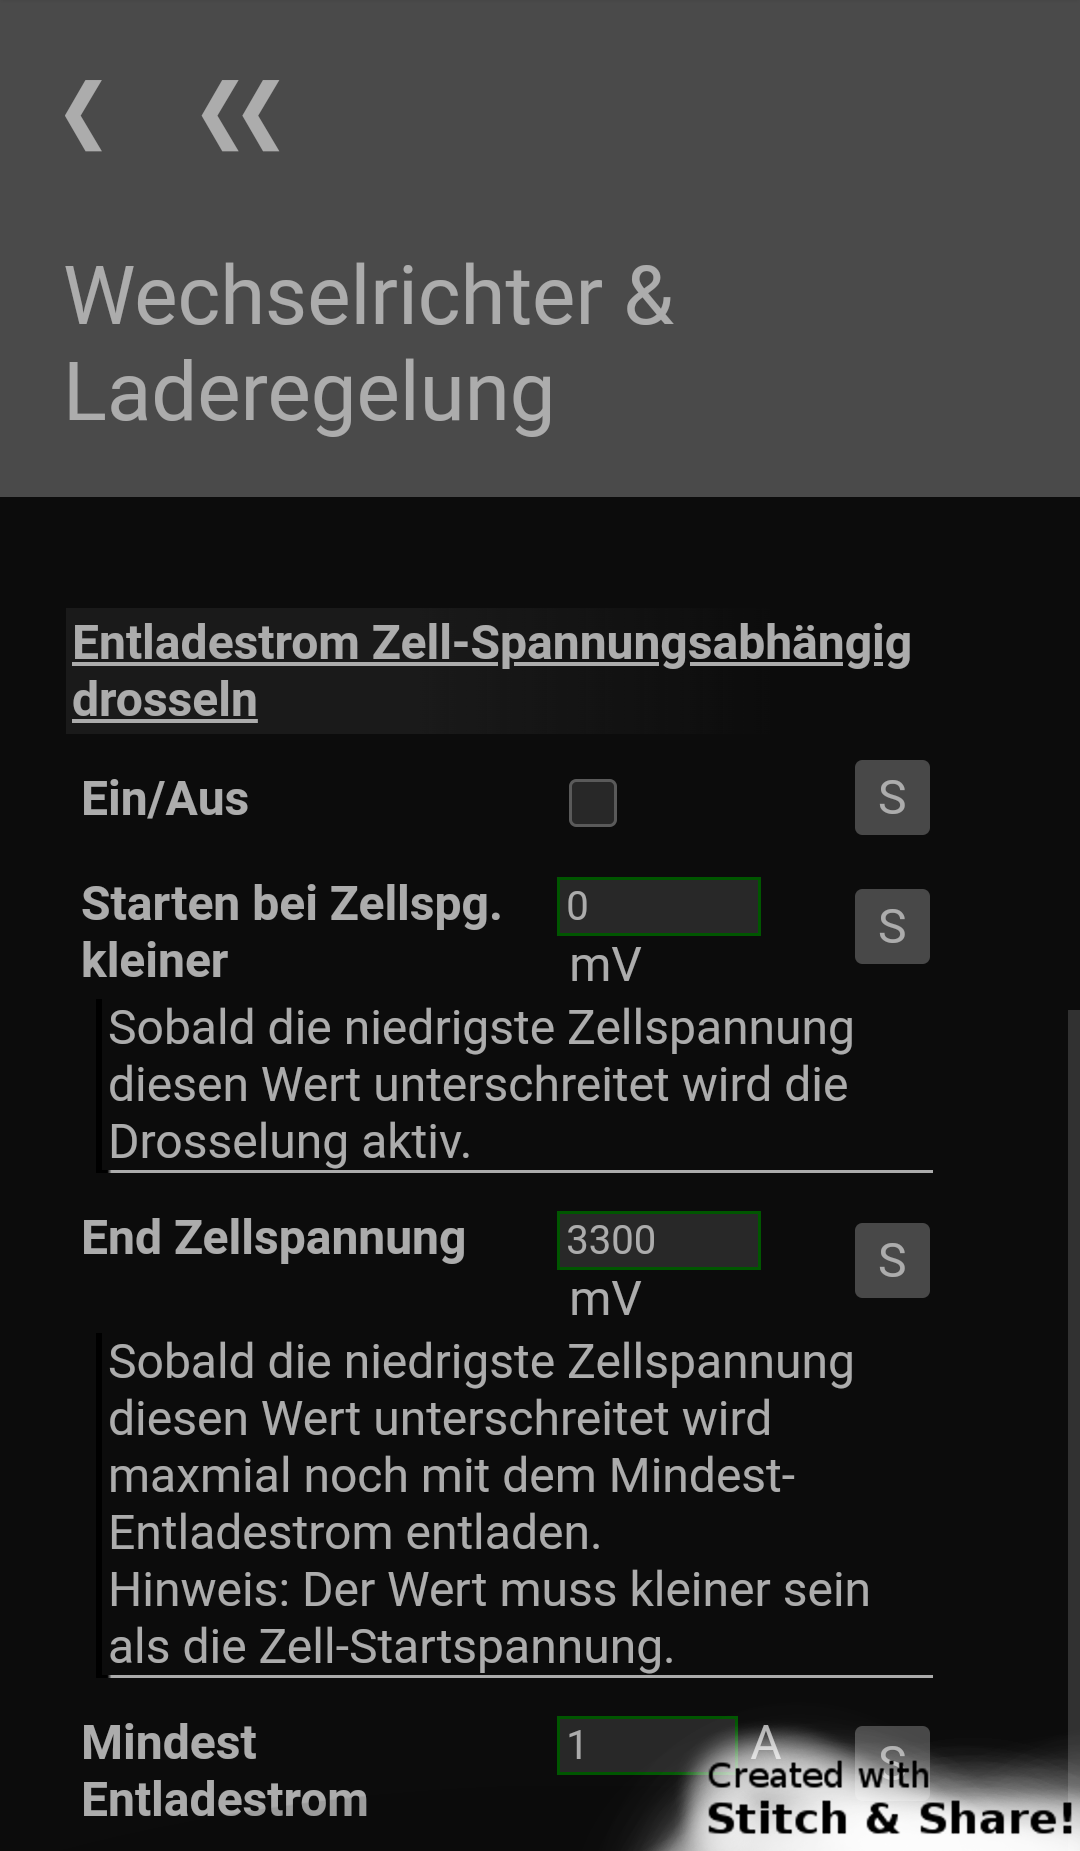 Wechselrichter &
Laderegelung
Entladestrom Zell-Spannungsabhängig
drosseln
Ein/Aus S
Starten bei Zellspg. 0 S
kleiner mV
Sobald die niedrigste Zellspannung
diesen Wert unterschreitet wird die
Drosselung aktiv.
End Zellspannung 3300 S
mV
Sobald die niedrigste Zellspannung
diesen Wert unterschreitet wird
maxmial noch mit dem Mindest-
Entladestrom entladen.
Hinweis: Der Wert muss kleiner sein
als die Zell-Startspannung.
Mindest 1 A S
Entladestrom
Created with
Stitch & Share!